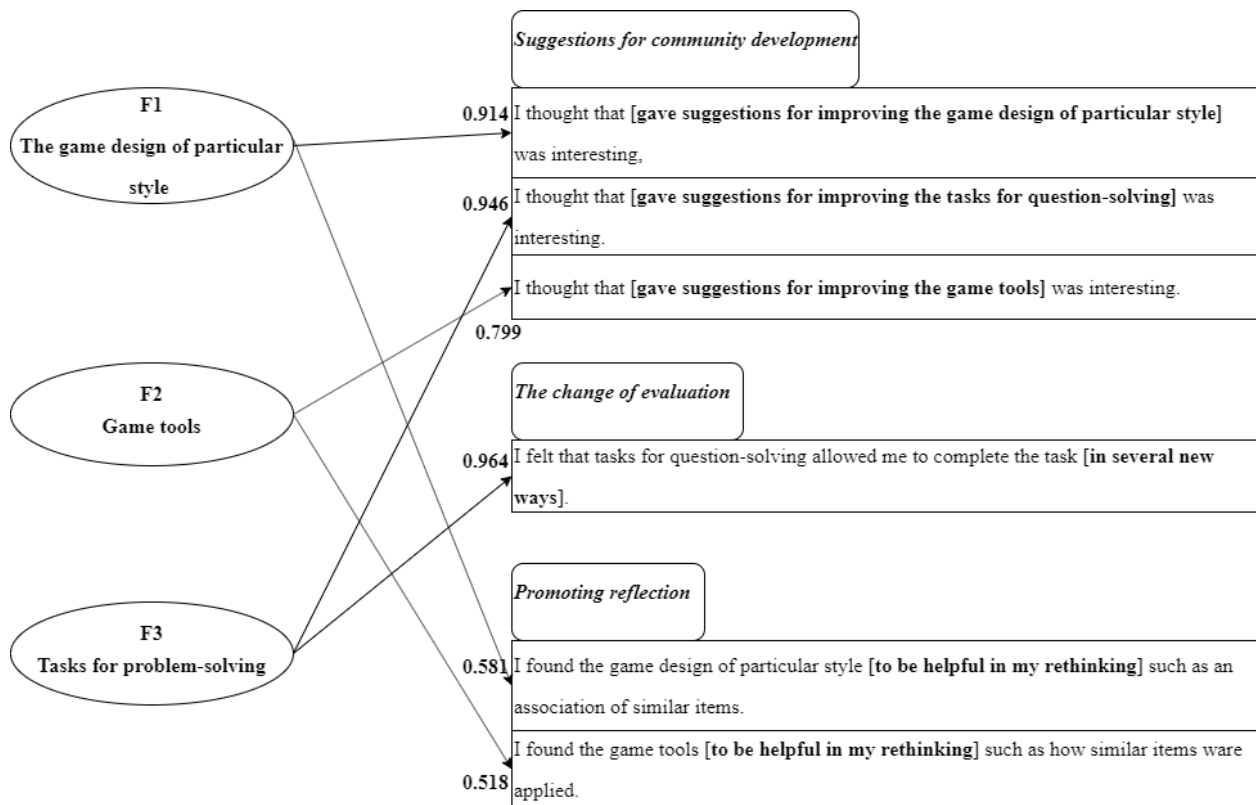 Suggestions for community development
F1
The game design of particular
style
0.914
I thought that [gave suggestions for improving the game design of particular style]
was interesting,
0.946
I thought that [gave suggestions for improving the tasks for question-solving] was
interesting.
I thought that [gave suggestions for improving the game tools] was interesting.
0.799
F2
Game tools
The change of evaluation
0.964
I felt that tasks for question-solving allowed me to complete the task [in several new
ways].
Promoting reflection
F3
Tasks for problem-solving
0.581
I found the game design of particular style [to be helpful in my rethinking] such as an
association of similar items.
I found the game tools [to be helpful in my rethinking] such as how similar items ware
0.518
applied.